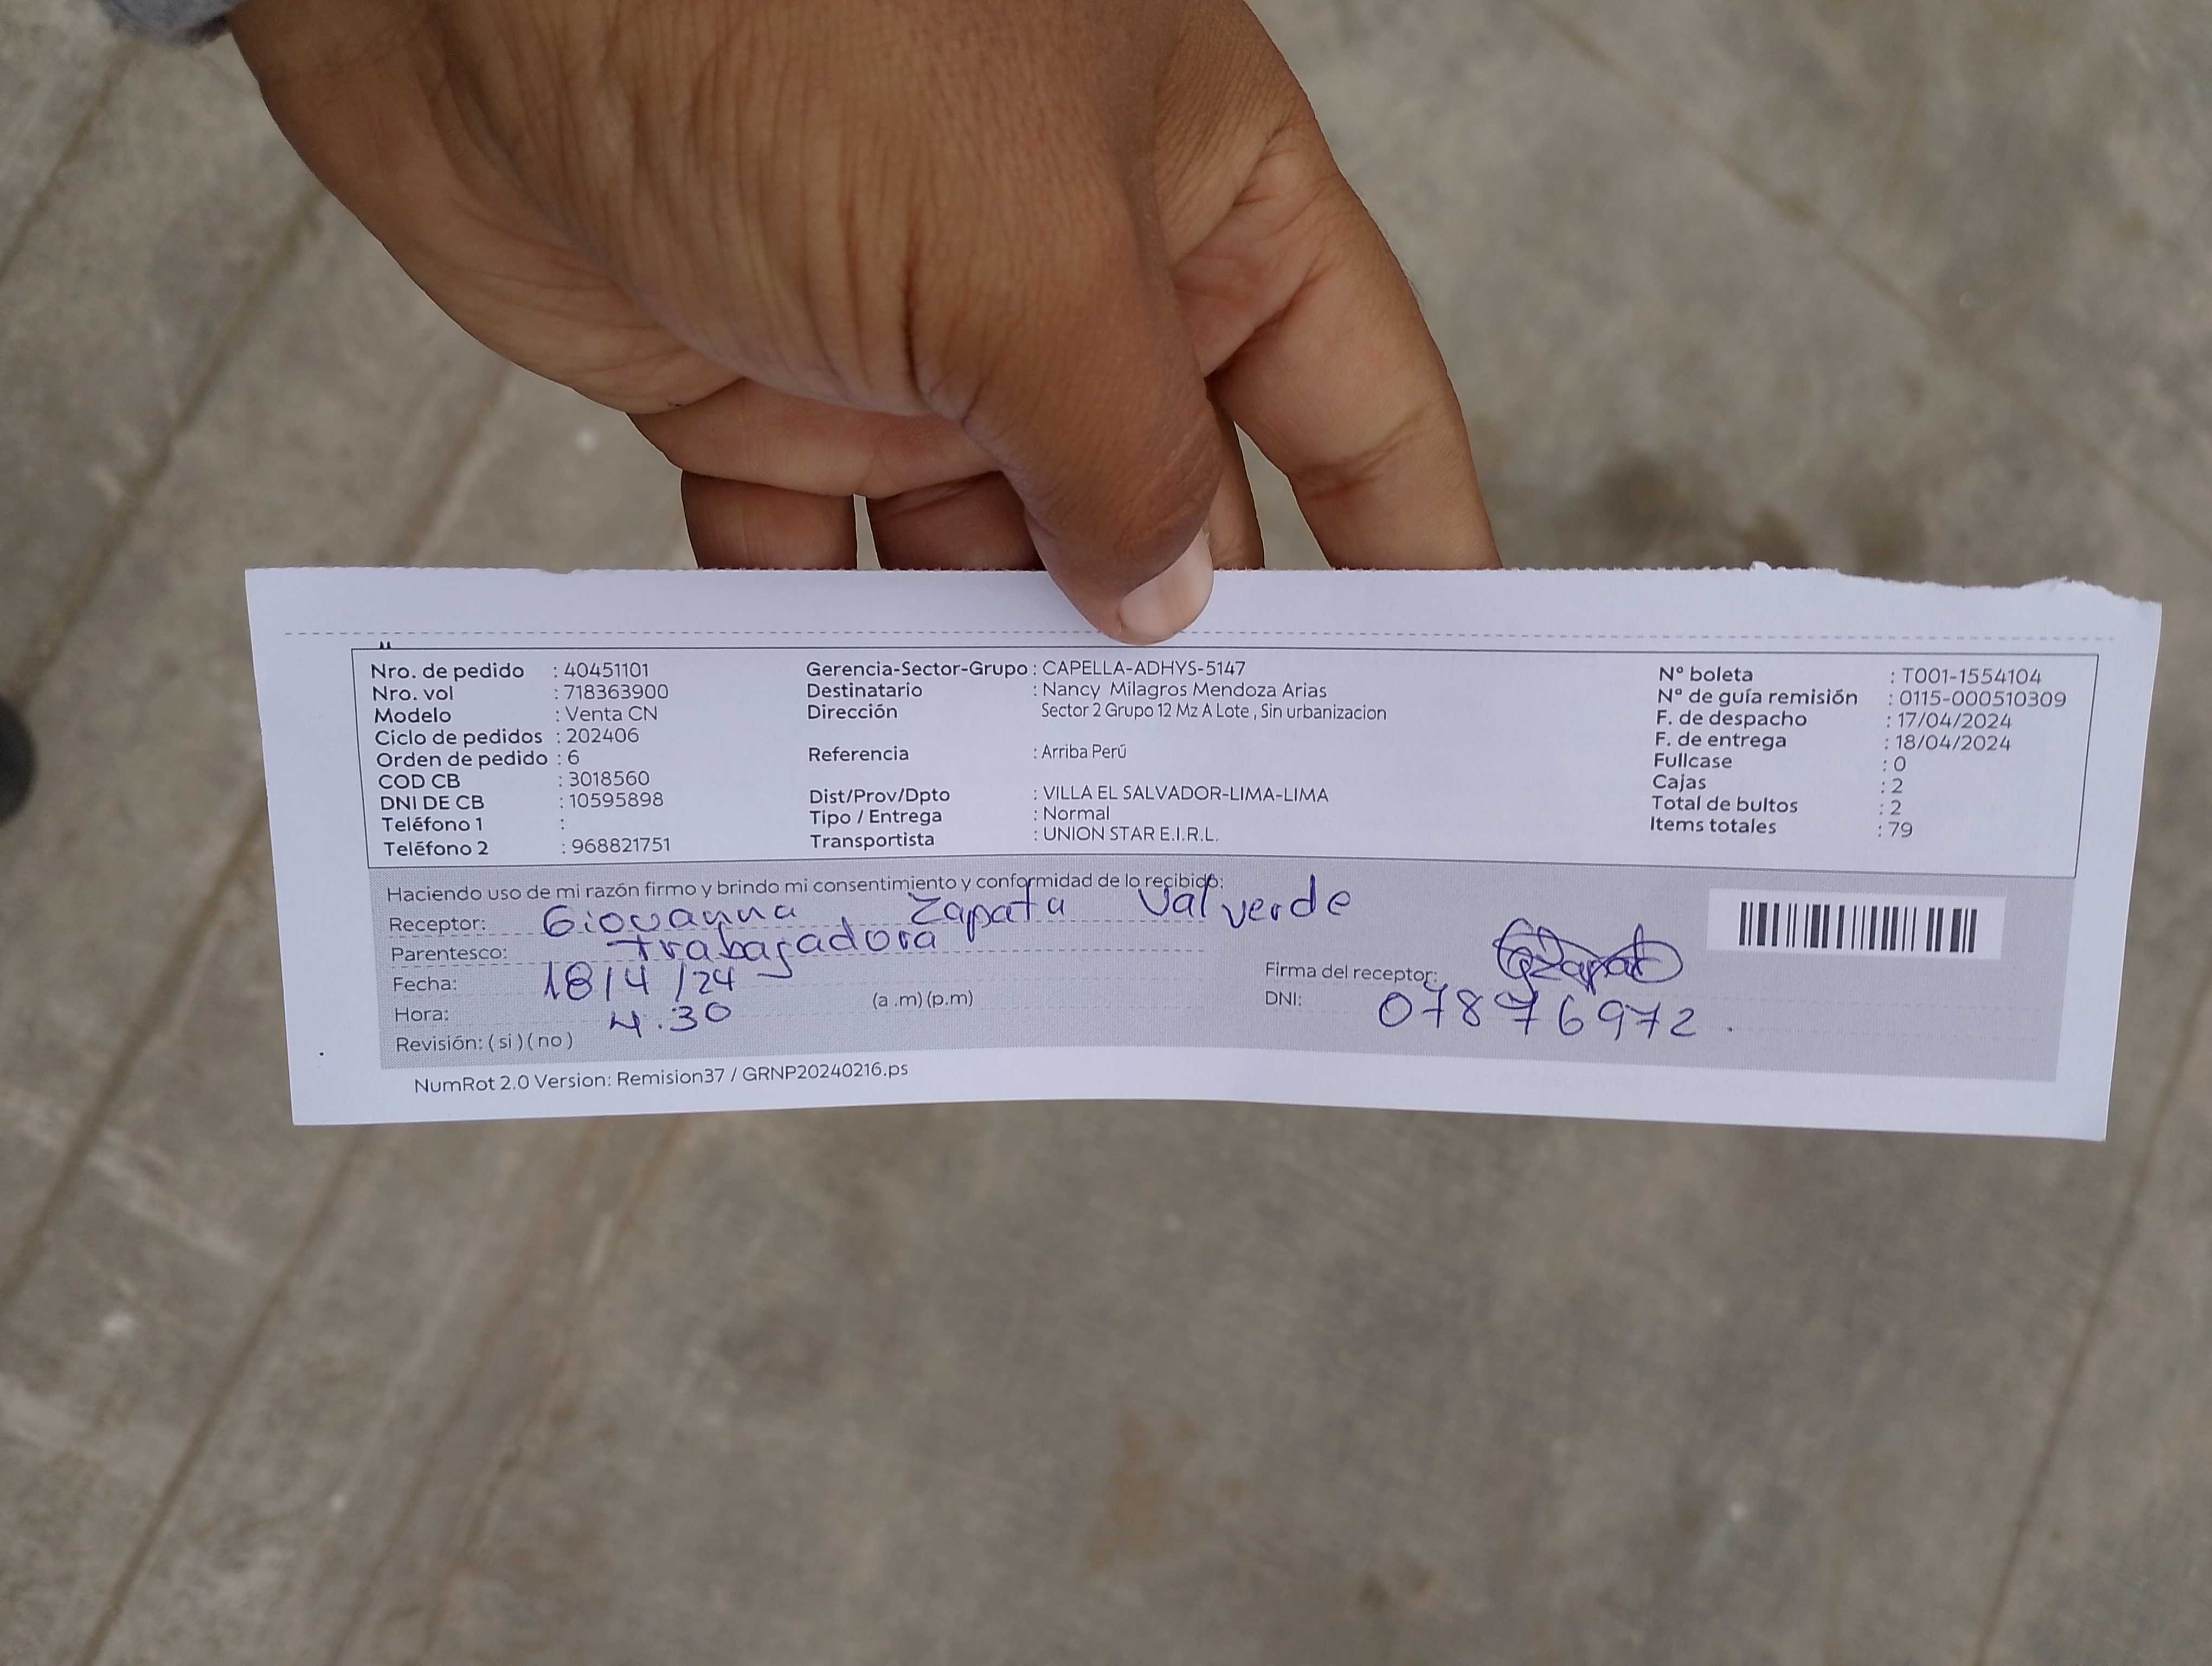 Nro. de pedido : 40451101
Nro. vol : 718363900
Modelo : Venta CN
Ciclo de pedidos : 202406
Orden de pedido : 6
COD CB : 3018560
DNI DE CB : 10595898
Teléfono 1 :
Teléfono 2 : 968821751
Gerencia-Sector-Grupo : CAPELLA-ADHYS-5147
Destinatario : Nancy Milagros Mendoza Arias
Dirección Sector 2 Grupo 12 Mz A Lote , Sin urbanizacion
Referencia : Arriba Perú
Dist/Prov/Dpto : VILLA EL SALVADOR-LIMA-LIMA
Tipo / Entrega : Normal
Transportista : UNION STAR E.I.R.L.
N° boleta : T001-1554104
N° de guía remisión : 0115-000510309
F. de despacho : 17/04/2024
F. de entrega : 18/04/2024
Fullcase : 0
Cajas : 2
Total de bultos : 2
Items totales : 79
Haciendo uso de mi razón firmo y brindo mi consentimiento y conformidad de lo recibido:
Receptor: Giovanna Zapata Valverde
Parentesco: trabajadora
Fecha: 18/4/24
Hora: 4.30 (a .m) (p.m)
Revisión: ( si ) ( no )
Firma del receptor: GZapat
DNI: 07876972.
NumRot 2.0 Version: Remision37 / GRNP20240216.ps